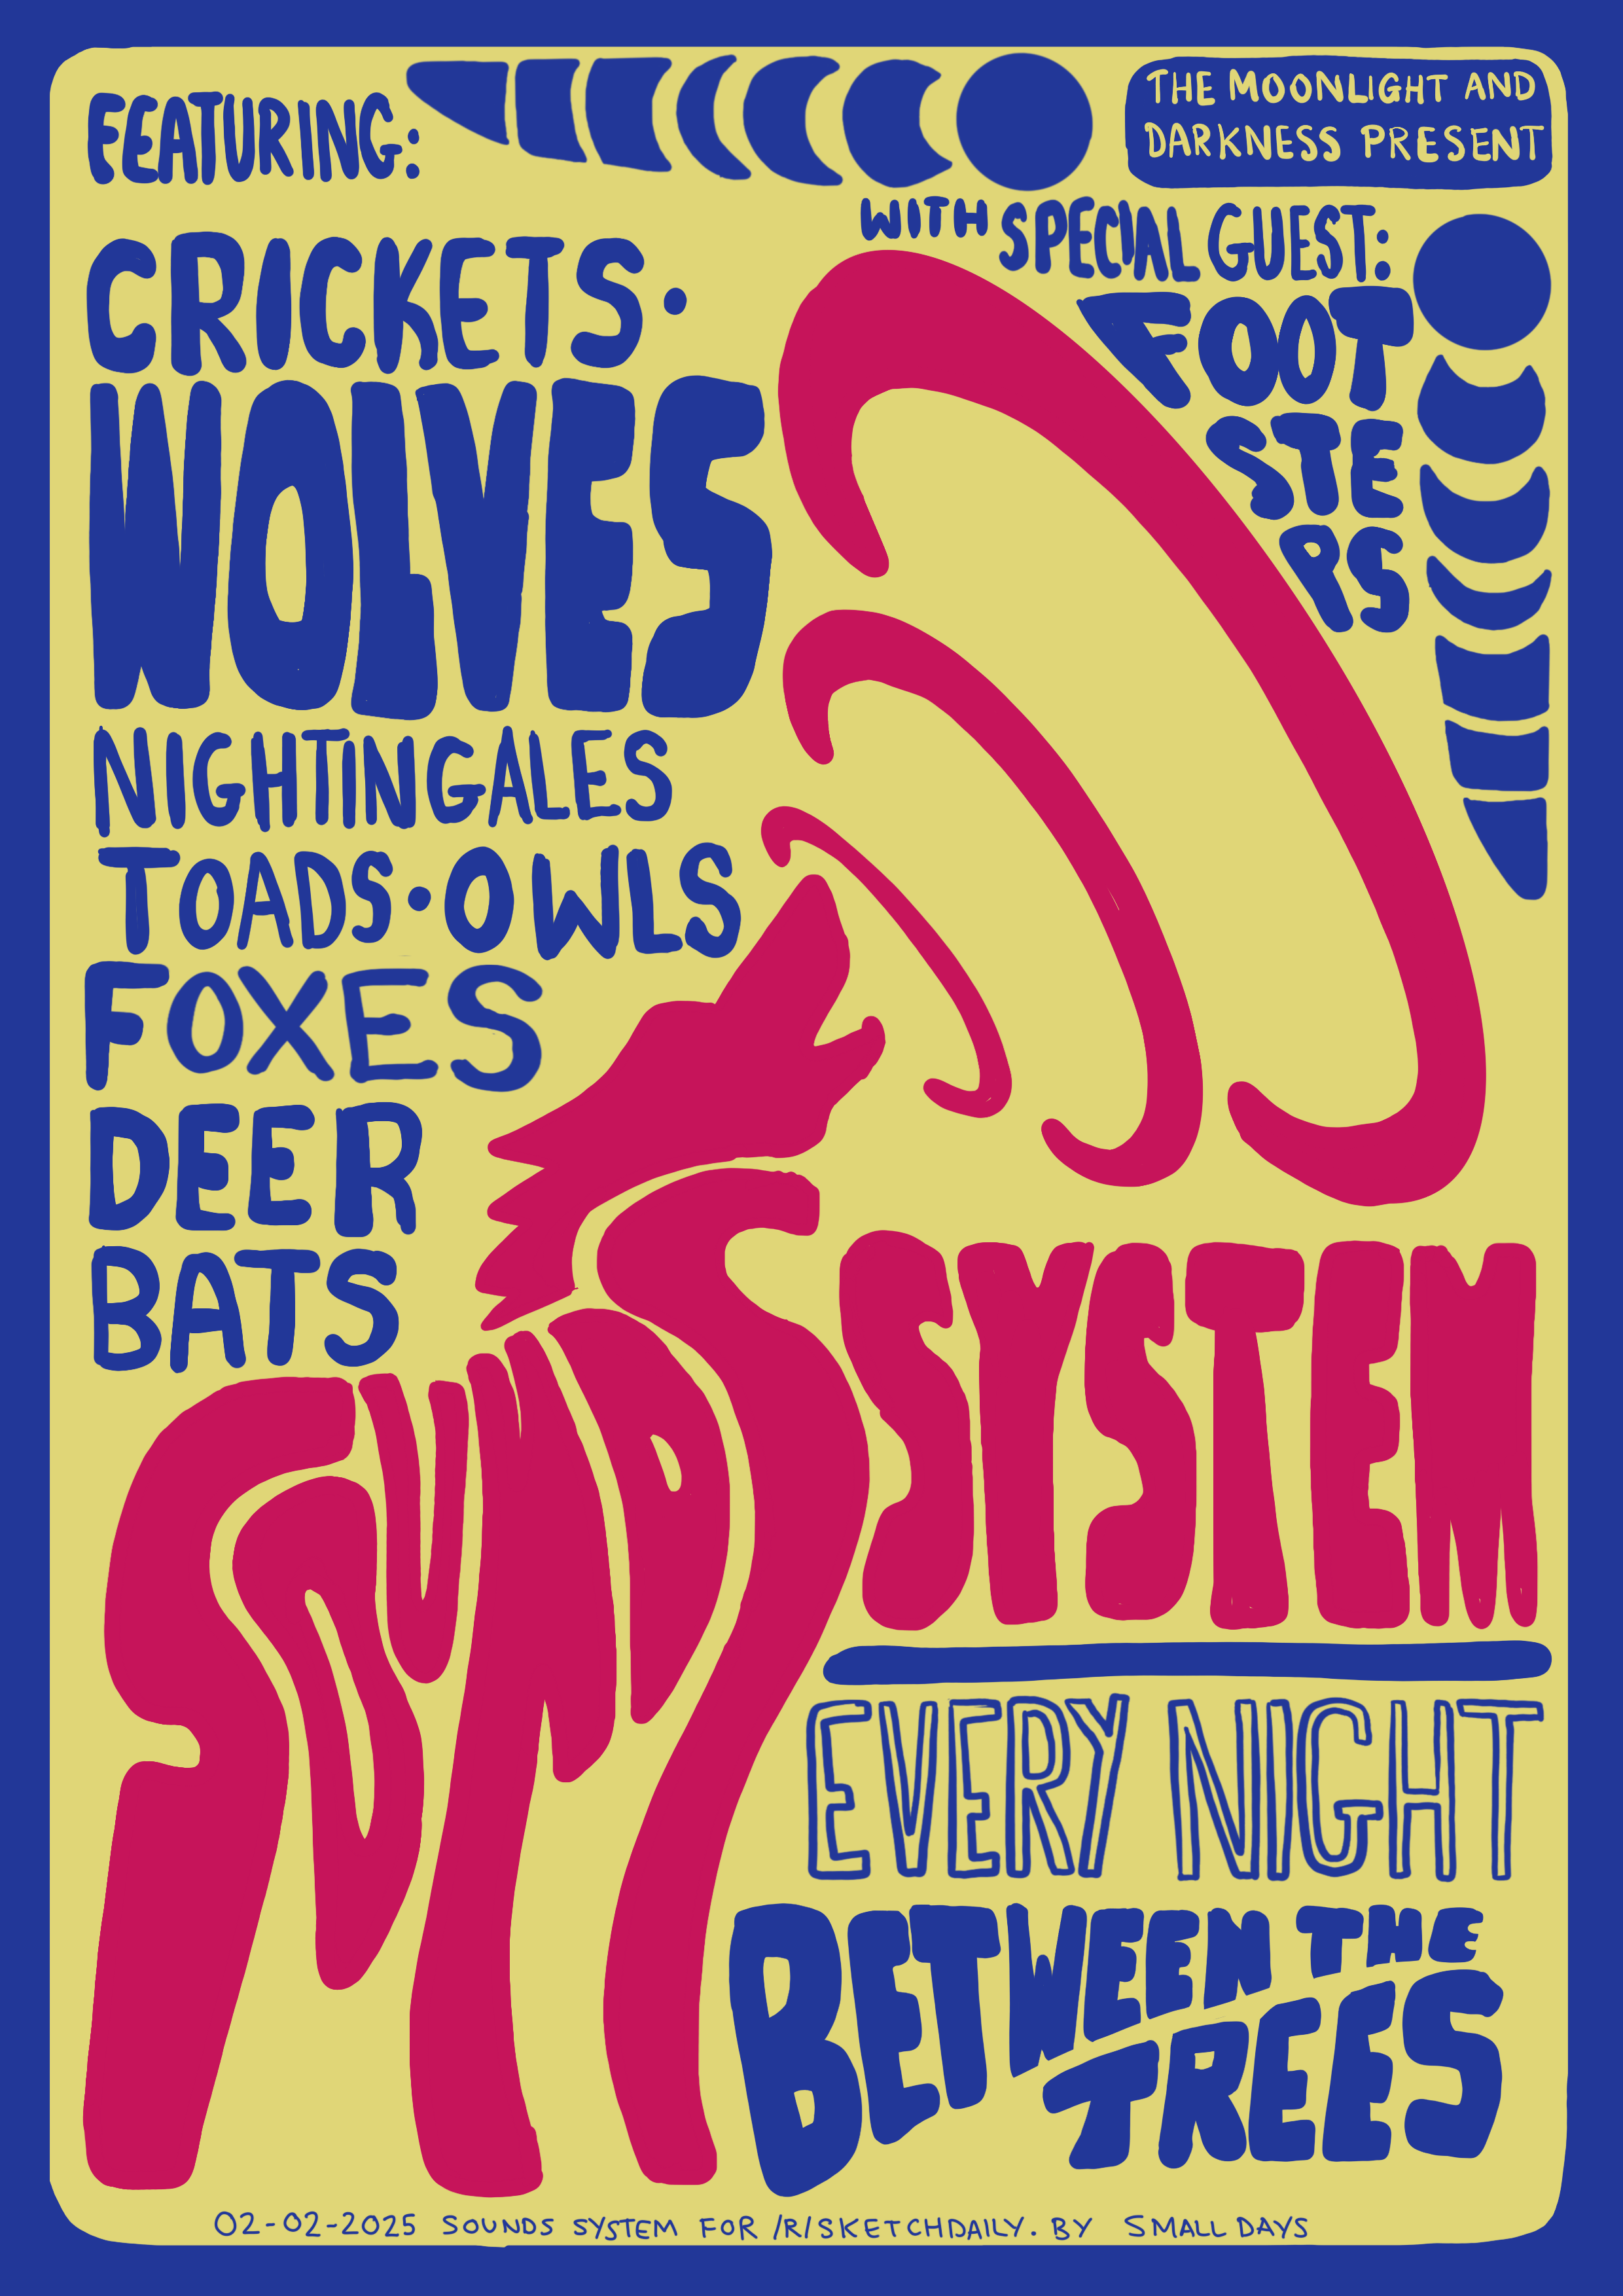 FEATURING:
THE MOONLIGHT AND
DARKNESS PRESENT
CRICKETS·
WOLVES
NIGHTINGALES
TOADS·OWLS
FOXES
DEER
BATS
WITH SPECIAL GUEST:
FOOT
STE
PS
SOUNDS
SYSTEM
EVERY NIGHT
BETWEEN THE
TREES
02-02-2025 SOUNDS SYSTEM FOR /R/SKETCHDAILY. BY SMALL DAYS